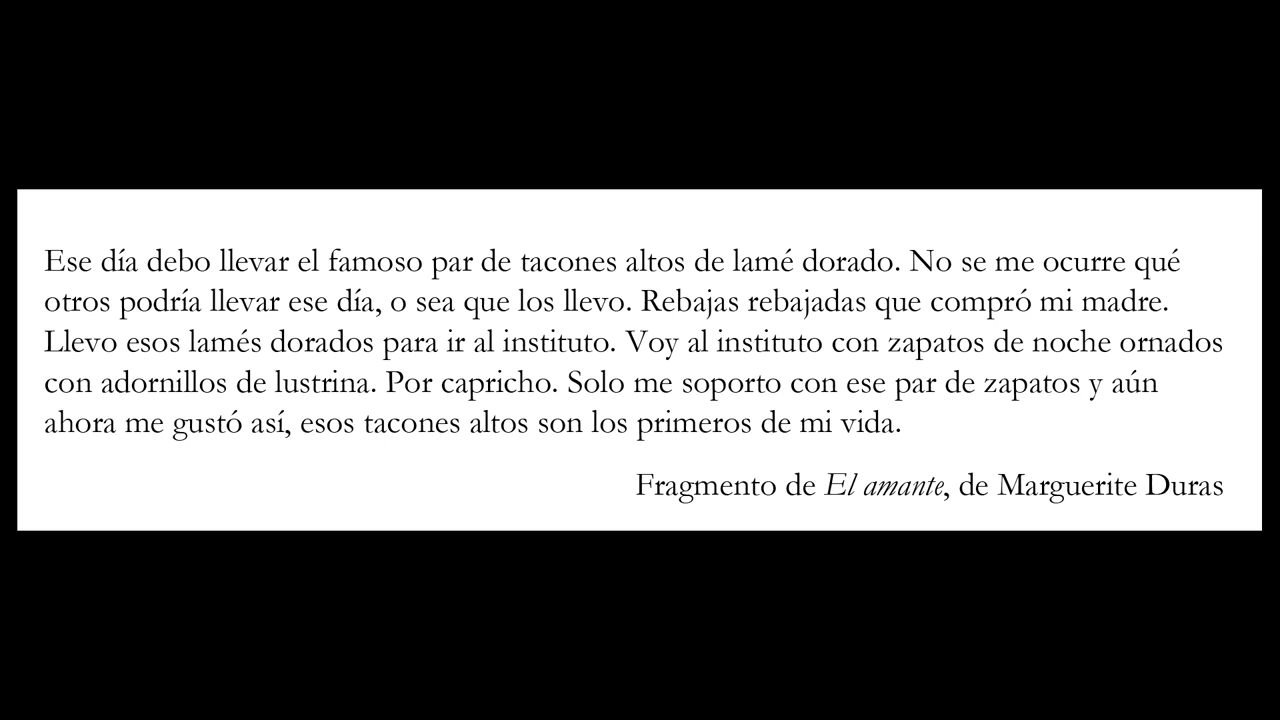 Ese día debo llevar el famoso par de tacones altos de lamé dorado. No se me ocurre qué
otros podría llevar ese día, o sea que los llevo. Rebajas rebajadas que compró mi madre.
Llevo esos lamés dorados para ir al instituto. Voy al instituto con zapatos de noche ornados
con adornillos de lustrina. Por capricho. Solo me soporto con ese par de zapatos y aún
ahora me gustó así, esos tacones altos son los primeros de mi vida.
Fragmento de El amante, de Marguerite Duras